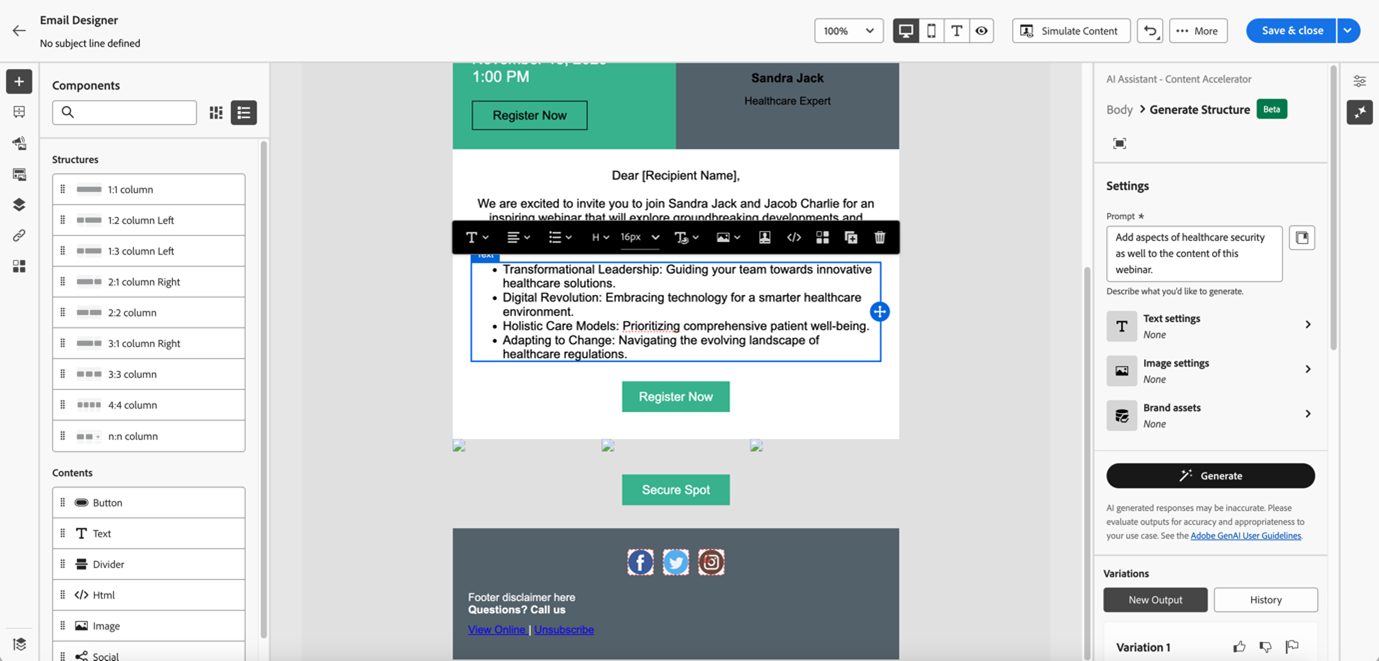 Email Designer
No subject line defined
100%
Simulate Content
More
Save & close
Components
Structures
1:1 column
1:2 column Left
1:3 column Left
2:1 column Right
2:2 column
3:1 column Right
3:3 column
4:4 column
n:n column
Contents
Button
Text
Divider
Html
Image
Social
November
1:00 PM
Register Now
Sandra Jack
Healthcare Expert
Dear [Recipient Name],
We are excited to invite you to join Sandra Jack and Jacob Charlie for an
inspiring webinar that will explore groundbreaking developments and
H
16px
Text
• Transformational Leadership: Guiding your team towards innovative
healthcare solutions.
• Digital Revolution: Embracing technology for a smarter healthcare
environment.
• Holistic Care Models: Prioritizing comprehensive patient well-being.
• Adapting to Change: Navigating the evolving landscape of
healthcare regulations.
Register Now
Secure Spot
Footer disclaimer here
Questions? Call us
View Online | Unsubscribe
AI Assistant - Content Accelerator
Body > Generate Structure Beta
Settings
Prompt *
Add aspects of healthcare security
as well to the content of this
webinar.
Describe what you'd like to generate.
Text settings
None
Image settings
None
Brand assets
None
Generate
AI generated responses may be inaccurate. Please
evaluate outputs for accuracy and appropriateness to
your use case. See the Adobe GenAI User Guidelines.
Variations
New Output
History
Variation 1